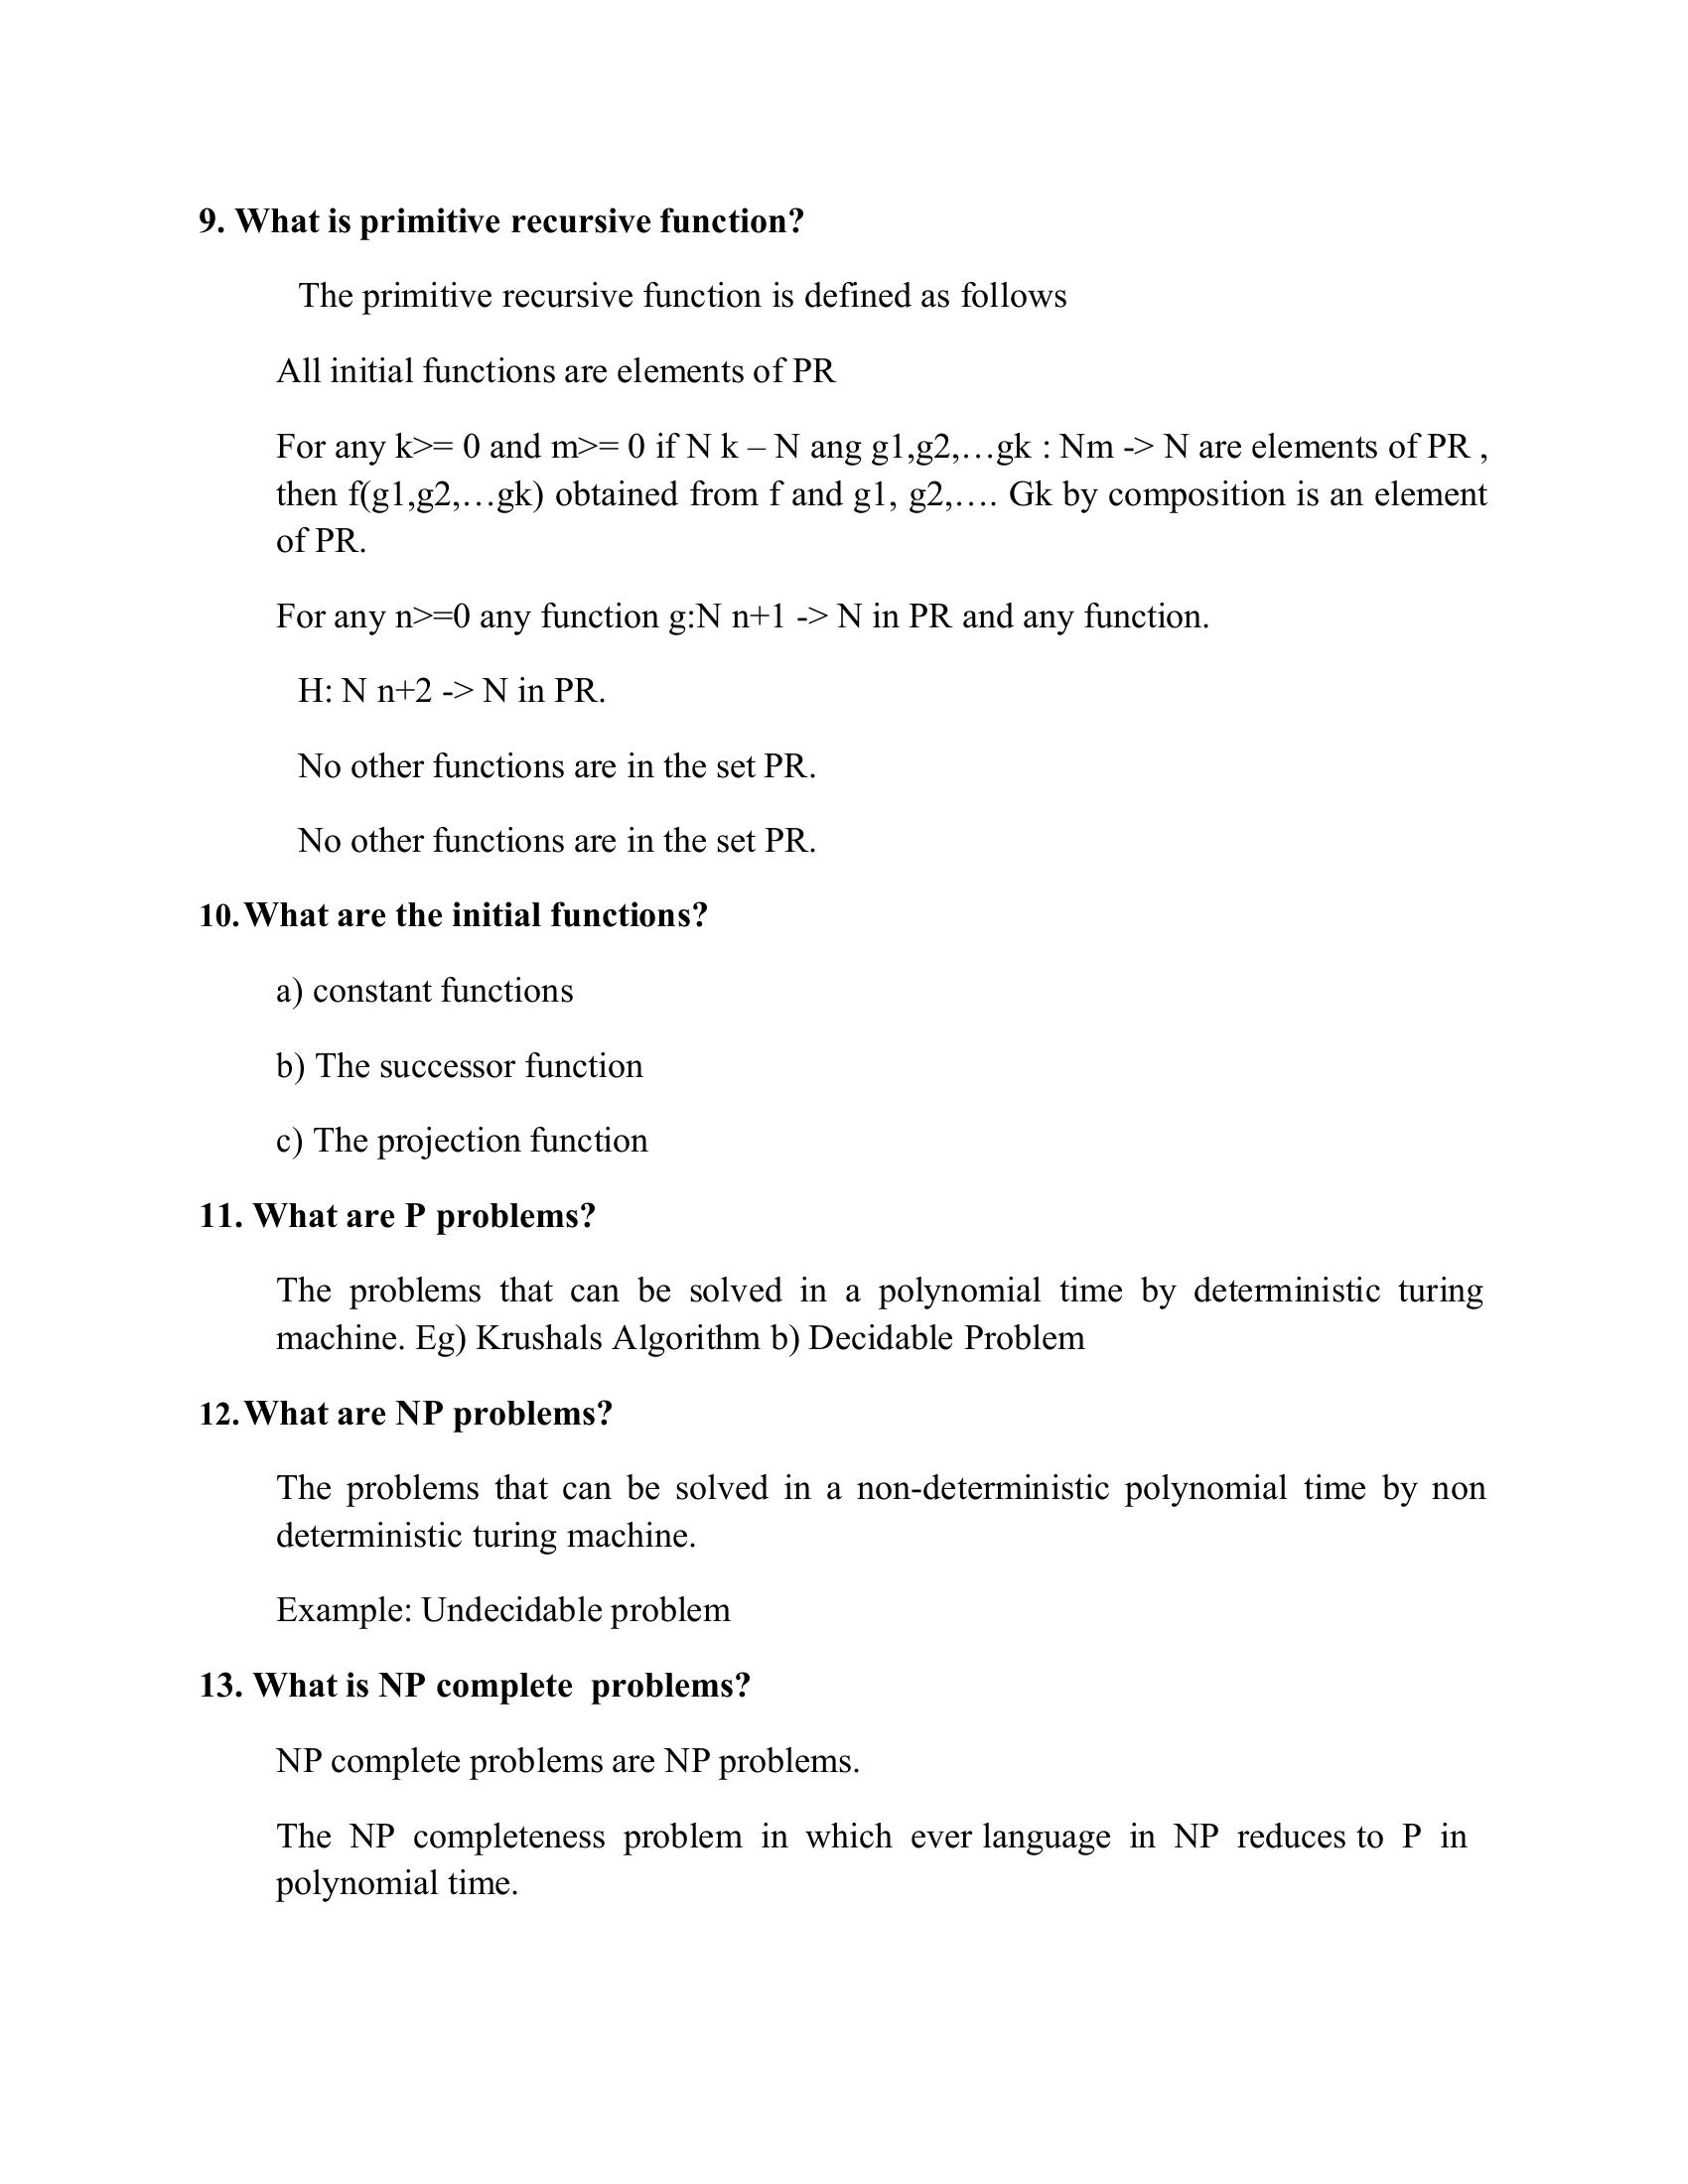 9. What is primitive recursive function?
The primitive recursive function is defined as follows
All initial functions are elements of PR
For any k>= 0 and m>= 0 if N k – N ang g1,g2,…gk : Nm -> N are elements of PR ,
then f(g1,g2,…gk) obtained from f and g1, g2,…. Gk by composition is an element
of PR.
For any n>=0 any function g:N n+1 -> N in PR and any function.
H: N n+2 -> N in PR.
No other functions are in the set PR.
No other functions are in the set PR.
10. What are the initial functions?
a) constant functions
b) The successor function
c) The projection function
11. What are P problems?
The problems that can be solved in a polynomial time by deterministic turing
machine. Eg) Krushals Algorithm b) Decidable Problem
12. What are NP problems?
The problems that can be solved in a non-deterministic polynomial time by non
deterministic turing machine.
Example: Undecidable problem
13. What is NP complete problems?
NP complete problems are NP problems.
The NP completeness problem in which ever language in NP reduces to P in
polynomial time.